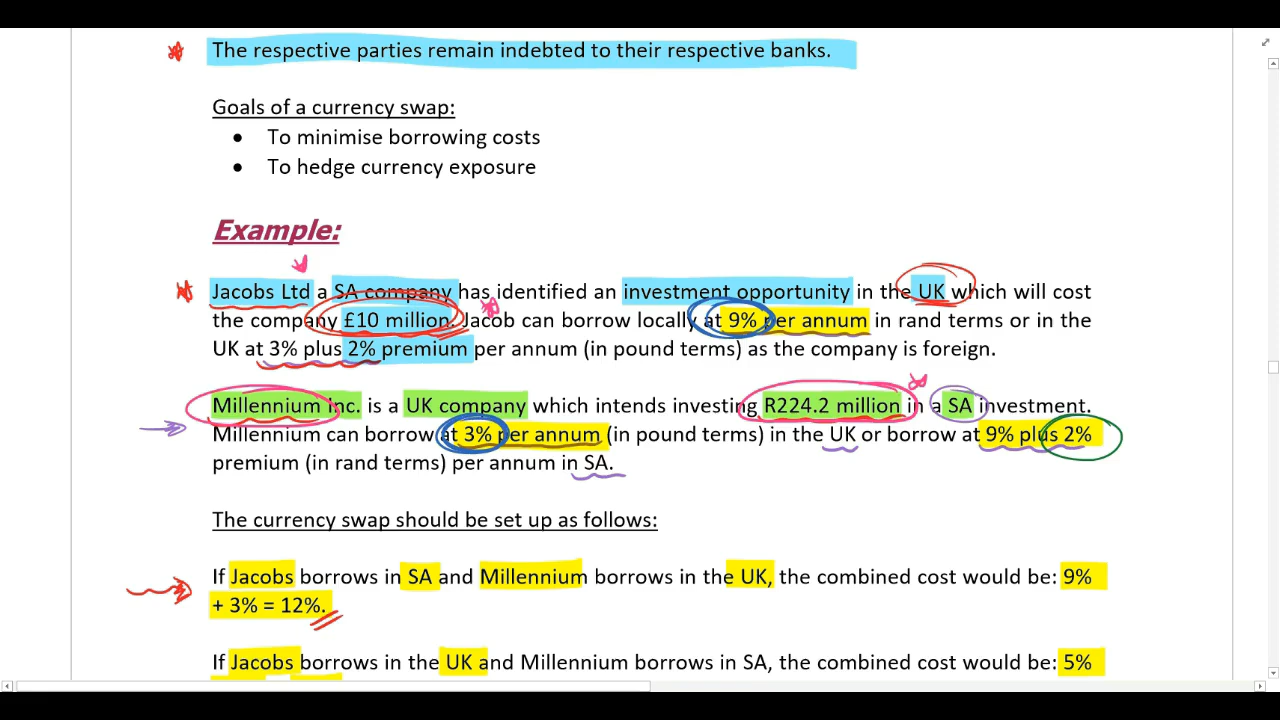 The respective parties remain indebted to their respective banks.
Goals of a currency swap:
• To minimise borrowing costs
• To hedge currency exposure
Example:
Jacobs Ltd a SA company has identified an investment opportunity in the UK which will cost
the company £10 million. Jacob can borrow locally at 9% per annum in rand terms or in the
UK at 3% plus 2% premium per annum (in pound terms) as the company is foreign.
Millennium Inc. is a UK company which intends investing R224.2 million in a SA investment.
Millennium can borrow at 3% per annum (in pound terms) in the UK or borrow at 9% plus 2%
premium (in rand terms) per annum in SA.
The currency swap should be set up as follows:
If Jacobs borrows in SA and Millennium borrows in the UK, the combined cost would be: 9%
+ 3% = 12%.
If Jacobs borrows in the UK and Millennium borrows in SA, the combined cost would be: 5%